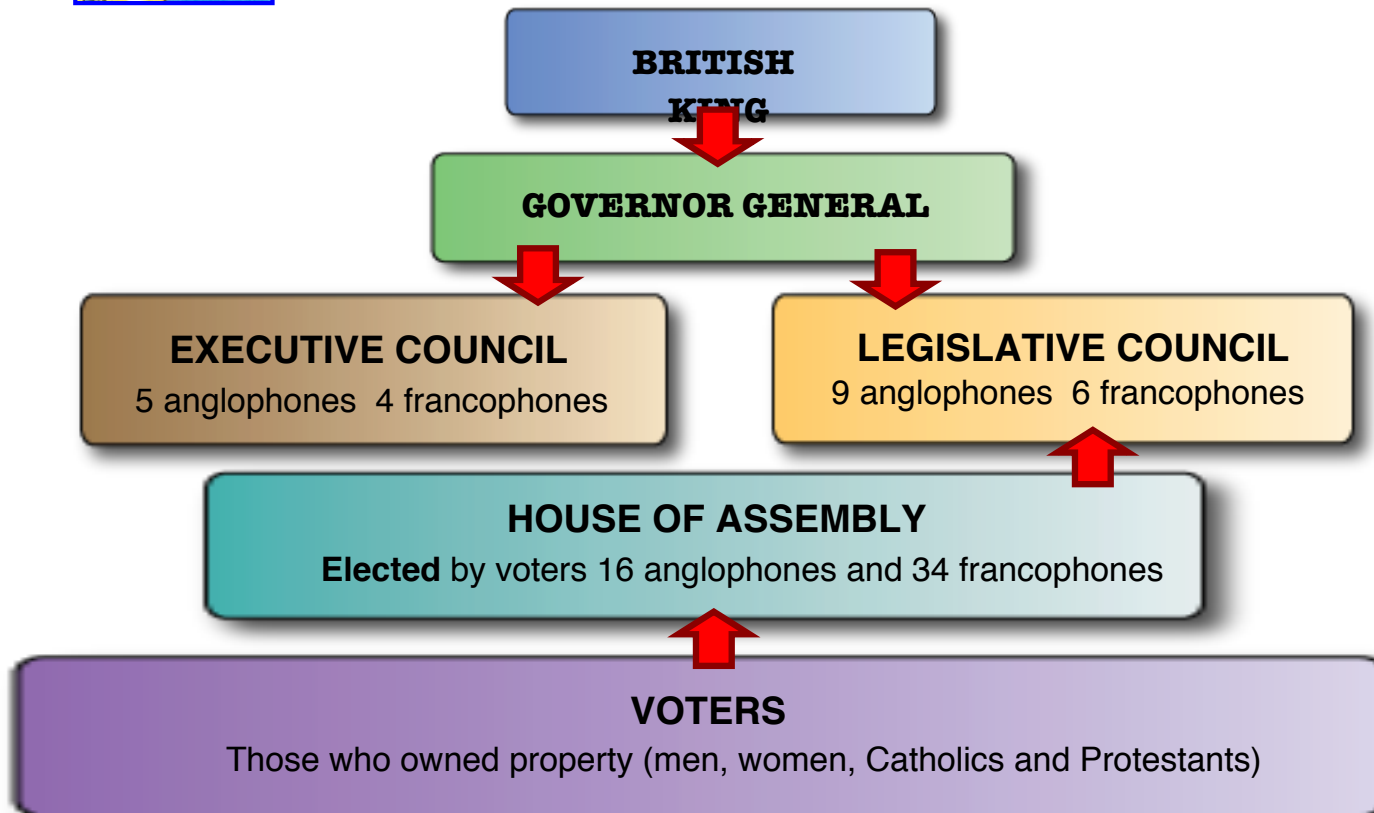 BRITISH
KING
GOVERNOR GENERAL
EXECUTIVE COUNCIL
5 anglophones 4 francophones
LEGISLATIVE COUNCIL
9 anglophones 6 francophones
HOUSE OF ASSEMBLY
Elected by voters 16 anglophones and 34 francophones
VOTERS
Those who owned property (men, women, Catholics and Protestants)